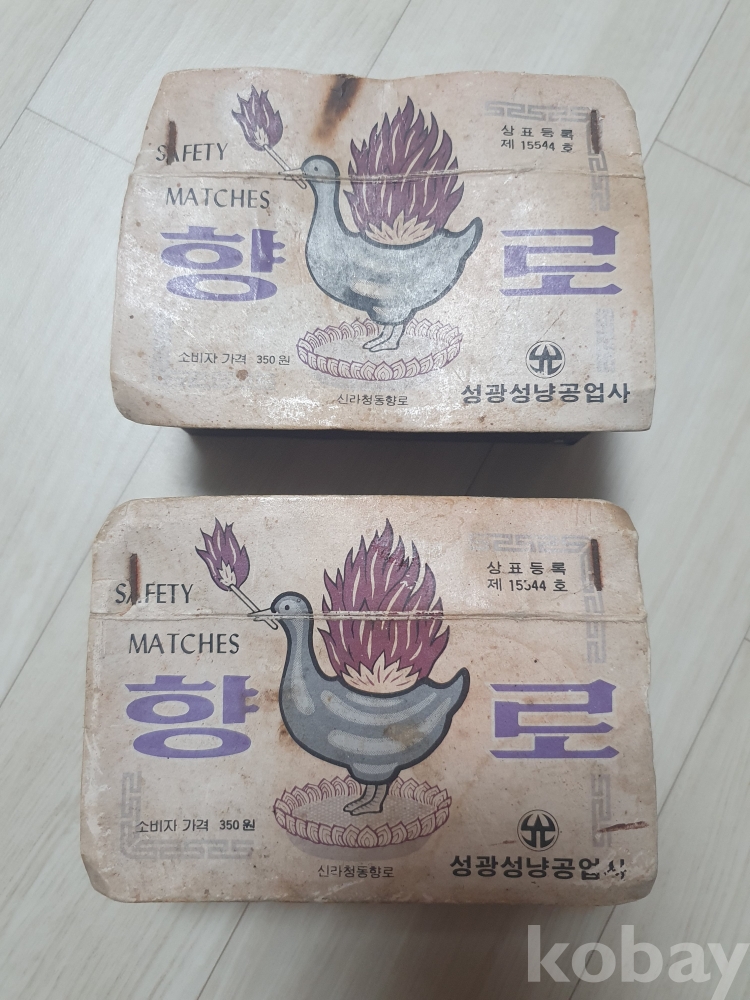 SAFETY
MATCHES
상표등록
제 15544 호
향로
소비자 가격 350원
신라청동향로
성광성냥공업사
SAFETY
MATCHES
상표등록
제 15544 호
향로
소비자 가격 350원
신라청동향로
성광성냥공업사
kobay